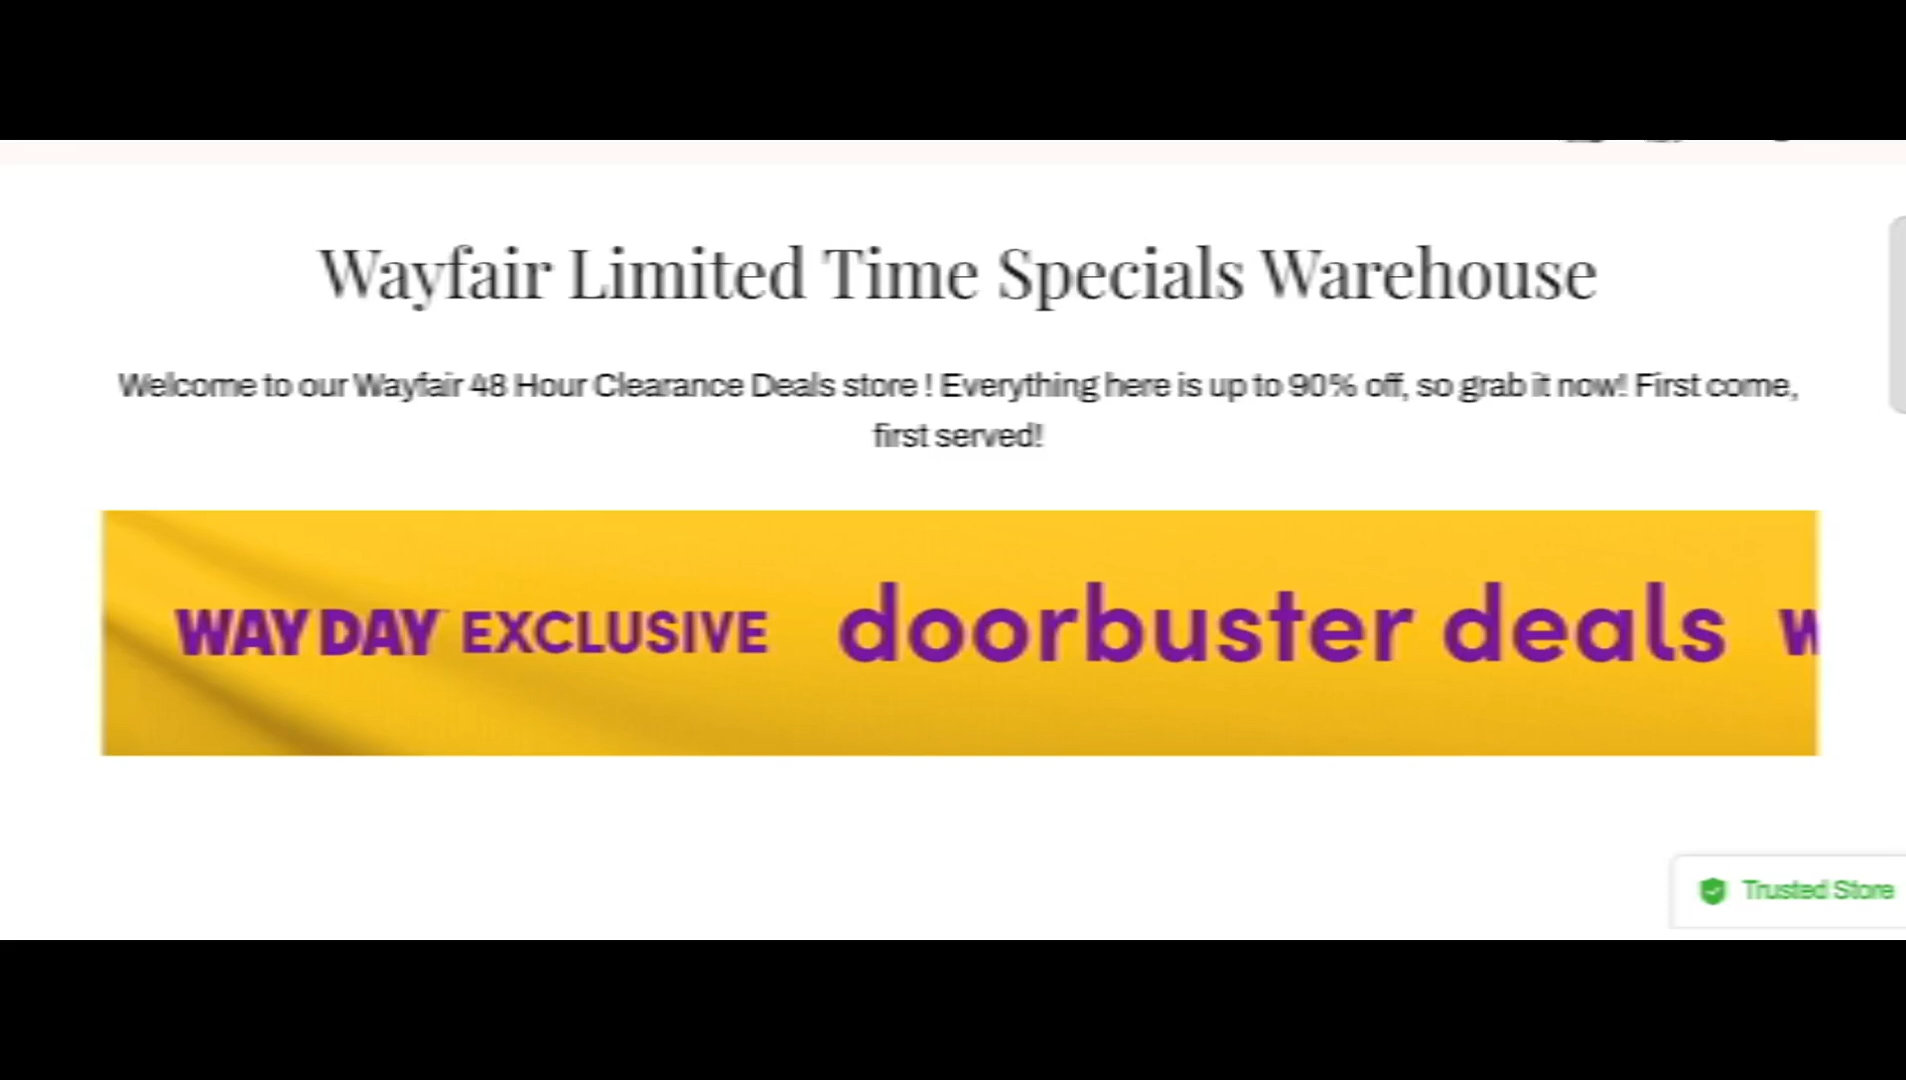 Wayfair Limited Time Specials Warehouse
Welcome to our Wayfair 48 Hour Clearance Deals store ! Everything here is up to 90% off, so grab it now! First come,
first served!
WAY DAY EXCLUSIVE doorbuster deals W
Trusted Store